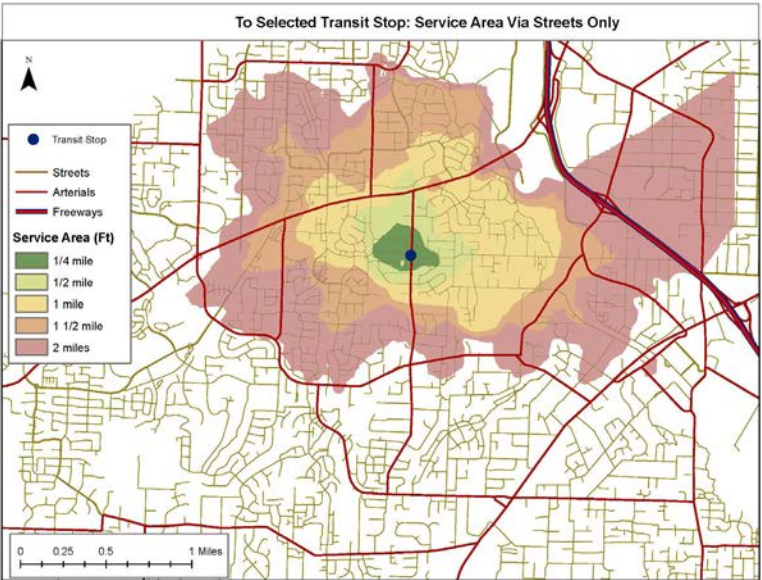 To Selected Transit Stop: Service Area Via Streets Only
N
Transit Stop
Streets
Arterials
Freeways
Service Area (Ft)
1/4 mile
1/2 mile
1 mile
1 1/2 mile
2 miles
0 0.25 0.5 1 Miles